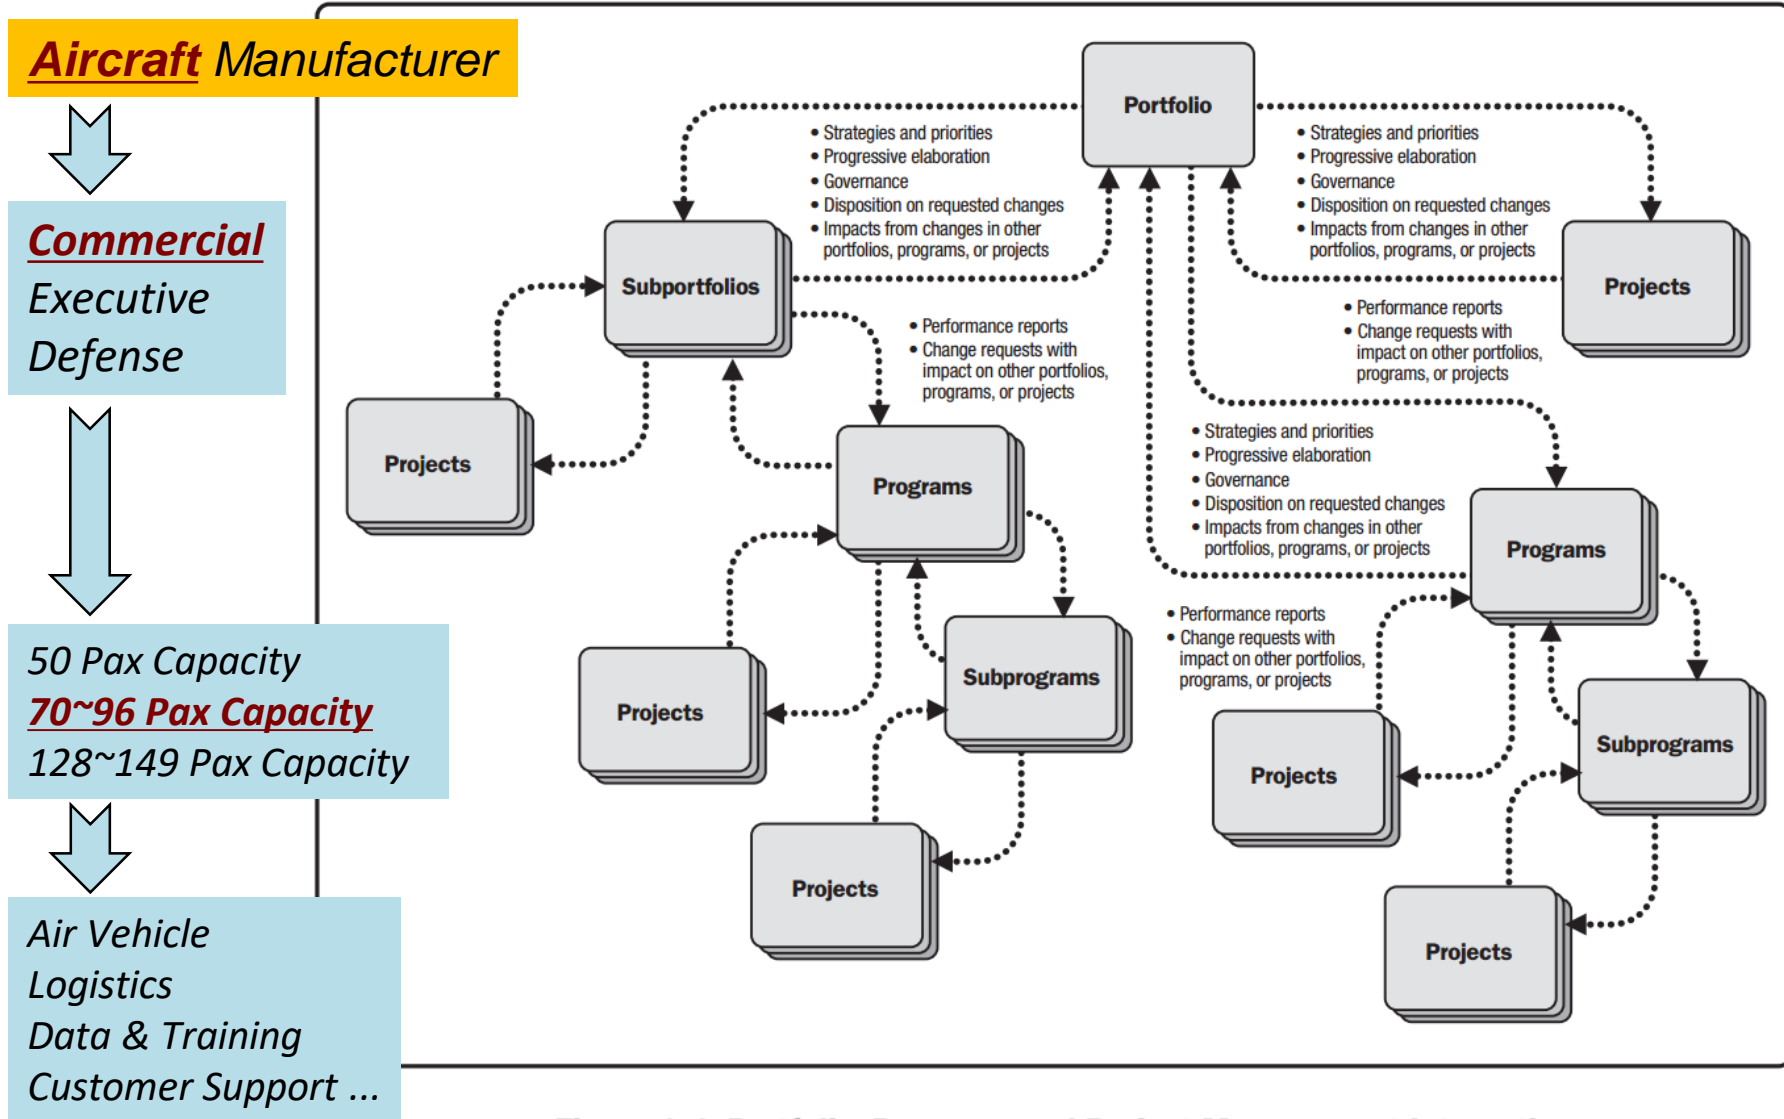 Aircraft Manufacturer
Commercial
Executive
Defense
50 Pax Capacity
70~96 Pax Capacity
128~149 Pax Capacity
Air Vehicle
Logistics
Data & Training
Customer Support ...
Portfolio
• Strategies and priorities
• Progressive elaboration
• Governance
• Disposition on requested changes
• Impacts from changes in other
portfolios, programs, or projects
• Strategies and priorities
• Progressive elaboration
• Governance
• Disposition on requested changes
• Impacts from changes in other
portfolios, programs, or projects
Subportfolios
Projects
• Performance reports
• Change requests with
impact on other portfolios,
programs, or projects
• Performance reports
• Change requests with
impact on other portfolios,
programs, or projects
Projects
Programs
• Strategies and priorities
• Progressive elaboration
• Governance
• Disposition on requested changes
• Impacts from changes in other
portfolios, programs, or projects
Programs
• Performance reports
• Change requests with
impact on other portfolios,
programs, or projects
Projects
Subprograms
Projects
Subprograms
Projects
Projects